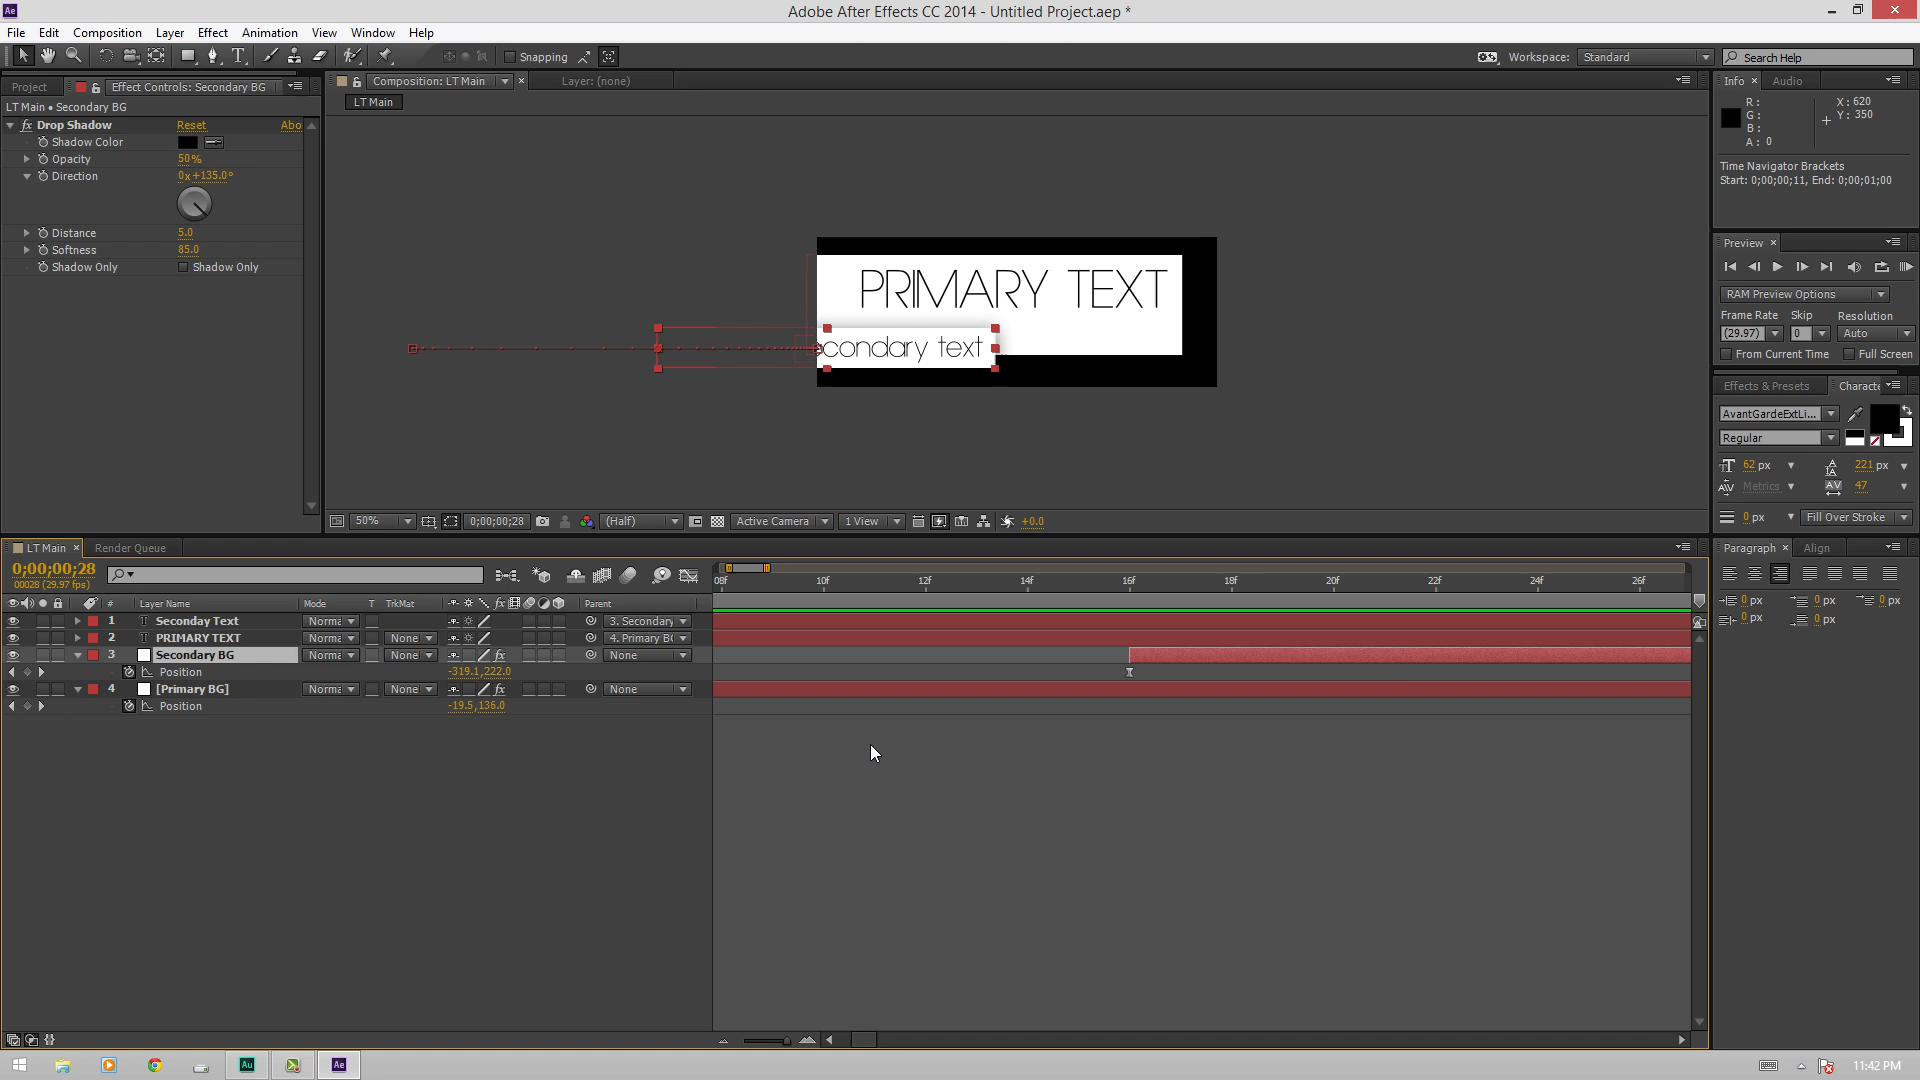 Ae
Adobe After Effects CC 2014 - Untitled Project.aep *
File Edit Composition Layer Effect Animation View Window Help
T Snapping Workspace: Standard Search Help
Project Effect Controls: Secondary BG
LT Main • Secondary BG
fx Drop Shadow Reset Abo
Shadow Color
Opacity 50%
Direction 0x+135.0°
Distance 5.0
Softness 85.0
Shadow Only Shadow Only
Composition: LT Main Layer: (none)
LT Main
PRIMARY TEXT
condary text
50% 0;00;00;28 (Half) Active Camera 1 View +0.0
Info Audio
R: X: 620
G: Y: 350
B:
A: 0
Time Navigator Brackets
Start: 0;00;00;11, End: 0;00;01;00
Preview
RAM Preview Options
Frame Rate Skip Resolution
(29.97) 0 Auto
From Current Time Full Screen
Effects & Presets Characte
AvantGardeExtLi...
Regular
62 px 221 px
Metrics 47
0 px Fill Over Stroke
Paragraph Align
0 px 0 px 0 px
0 px 0 px
LT Main Render Queue
0;00;00;28
00028 (29.97 fps)
08F 10f 12f 14f 16f 18f 20f 22f 24f 26f
# Layer Name Mode T TrkMat fx Parent
1 T Seconday Text Norma 3. Secondary
2 T PRIMARY TEXT Norma None 4. Primary B
3 Secondary BG Norma None fx None
Position -319.1,222.0
4 [Primary BG] Norma None None
Position -19.5,136.0
Au Ae 11:42 PM